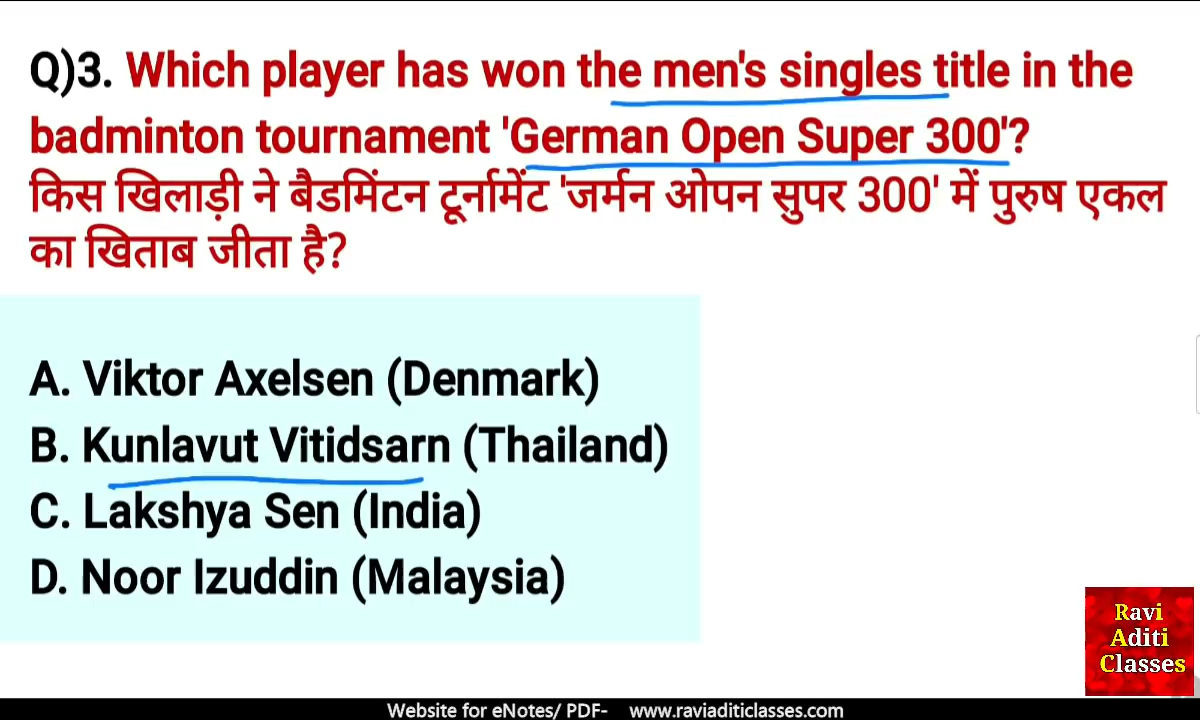 Q)3. Which player has won the men's singles title in the
badminton tournament 'German Open Super 300'?
किस खिलाड़ी ने बैडमिंटन टूर्नामेंट 'जर्मन ओपन सुपर 300' में पुरुष एकल
का खिताब जीता है?
A. Viktor Axelsen (Denmark)
B. Kunlavut Vitidsarn (Thailand)
C. Lakshya Sen (India)
D. Noor Izuddin (Malaysia)
Ravi
Aditi
Classes
Website for eNotes/ PDF- www.raviaditiclasses.com